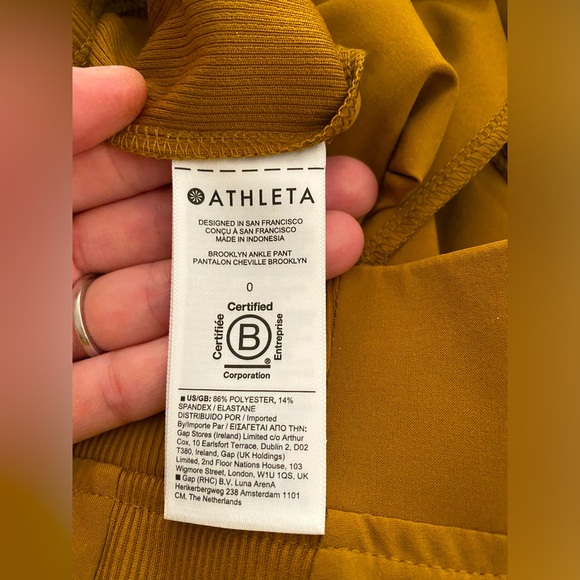 ATHLETA
DESIGNED IN SAN FRANCISCO
CONÇU À SAN FRANCISCO
MADE IN INDONESIA
BROOKLYN ANKLE PANT
PANTALON CHEVILLE BROOKLYN
0
Certified
Certifiée
B
®
Entreprise
Corporation
■ US/GB: 86% POLYESTER, 14%
SPANDEX / ELASTANE
DISTRIBUIDO POR / Imported
By/Importe Par / ΕΙΣΑΓΕΤΑΙ ΑΠΟ ΤΗΝ:
Gap Stores (Ireland) Limited c/o Arthur
Cox, 10 Earlsfort Terrace, Dublin 2, D02
T380, Ireland, Gap (UK Holdings)
Limited, 2nd Floor Nations House, 103
Wigmore Street, London, W1U 1QS, UK
■ Gap (RHC) B.V. Luna ArenA
Herikerbergweg 238 Amsterdam 1101
CM, The Netherlands